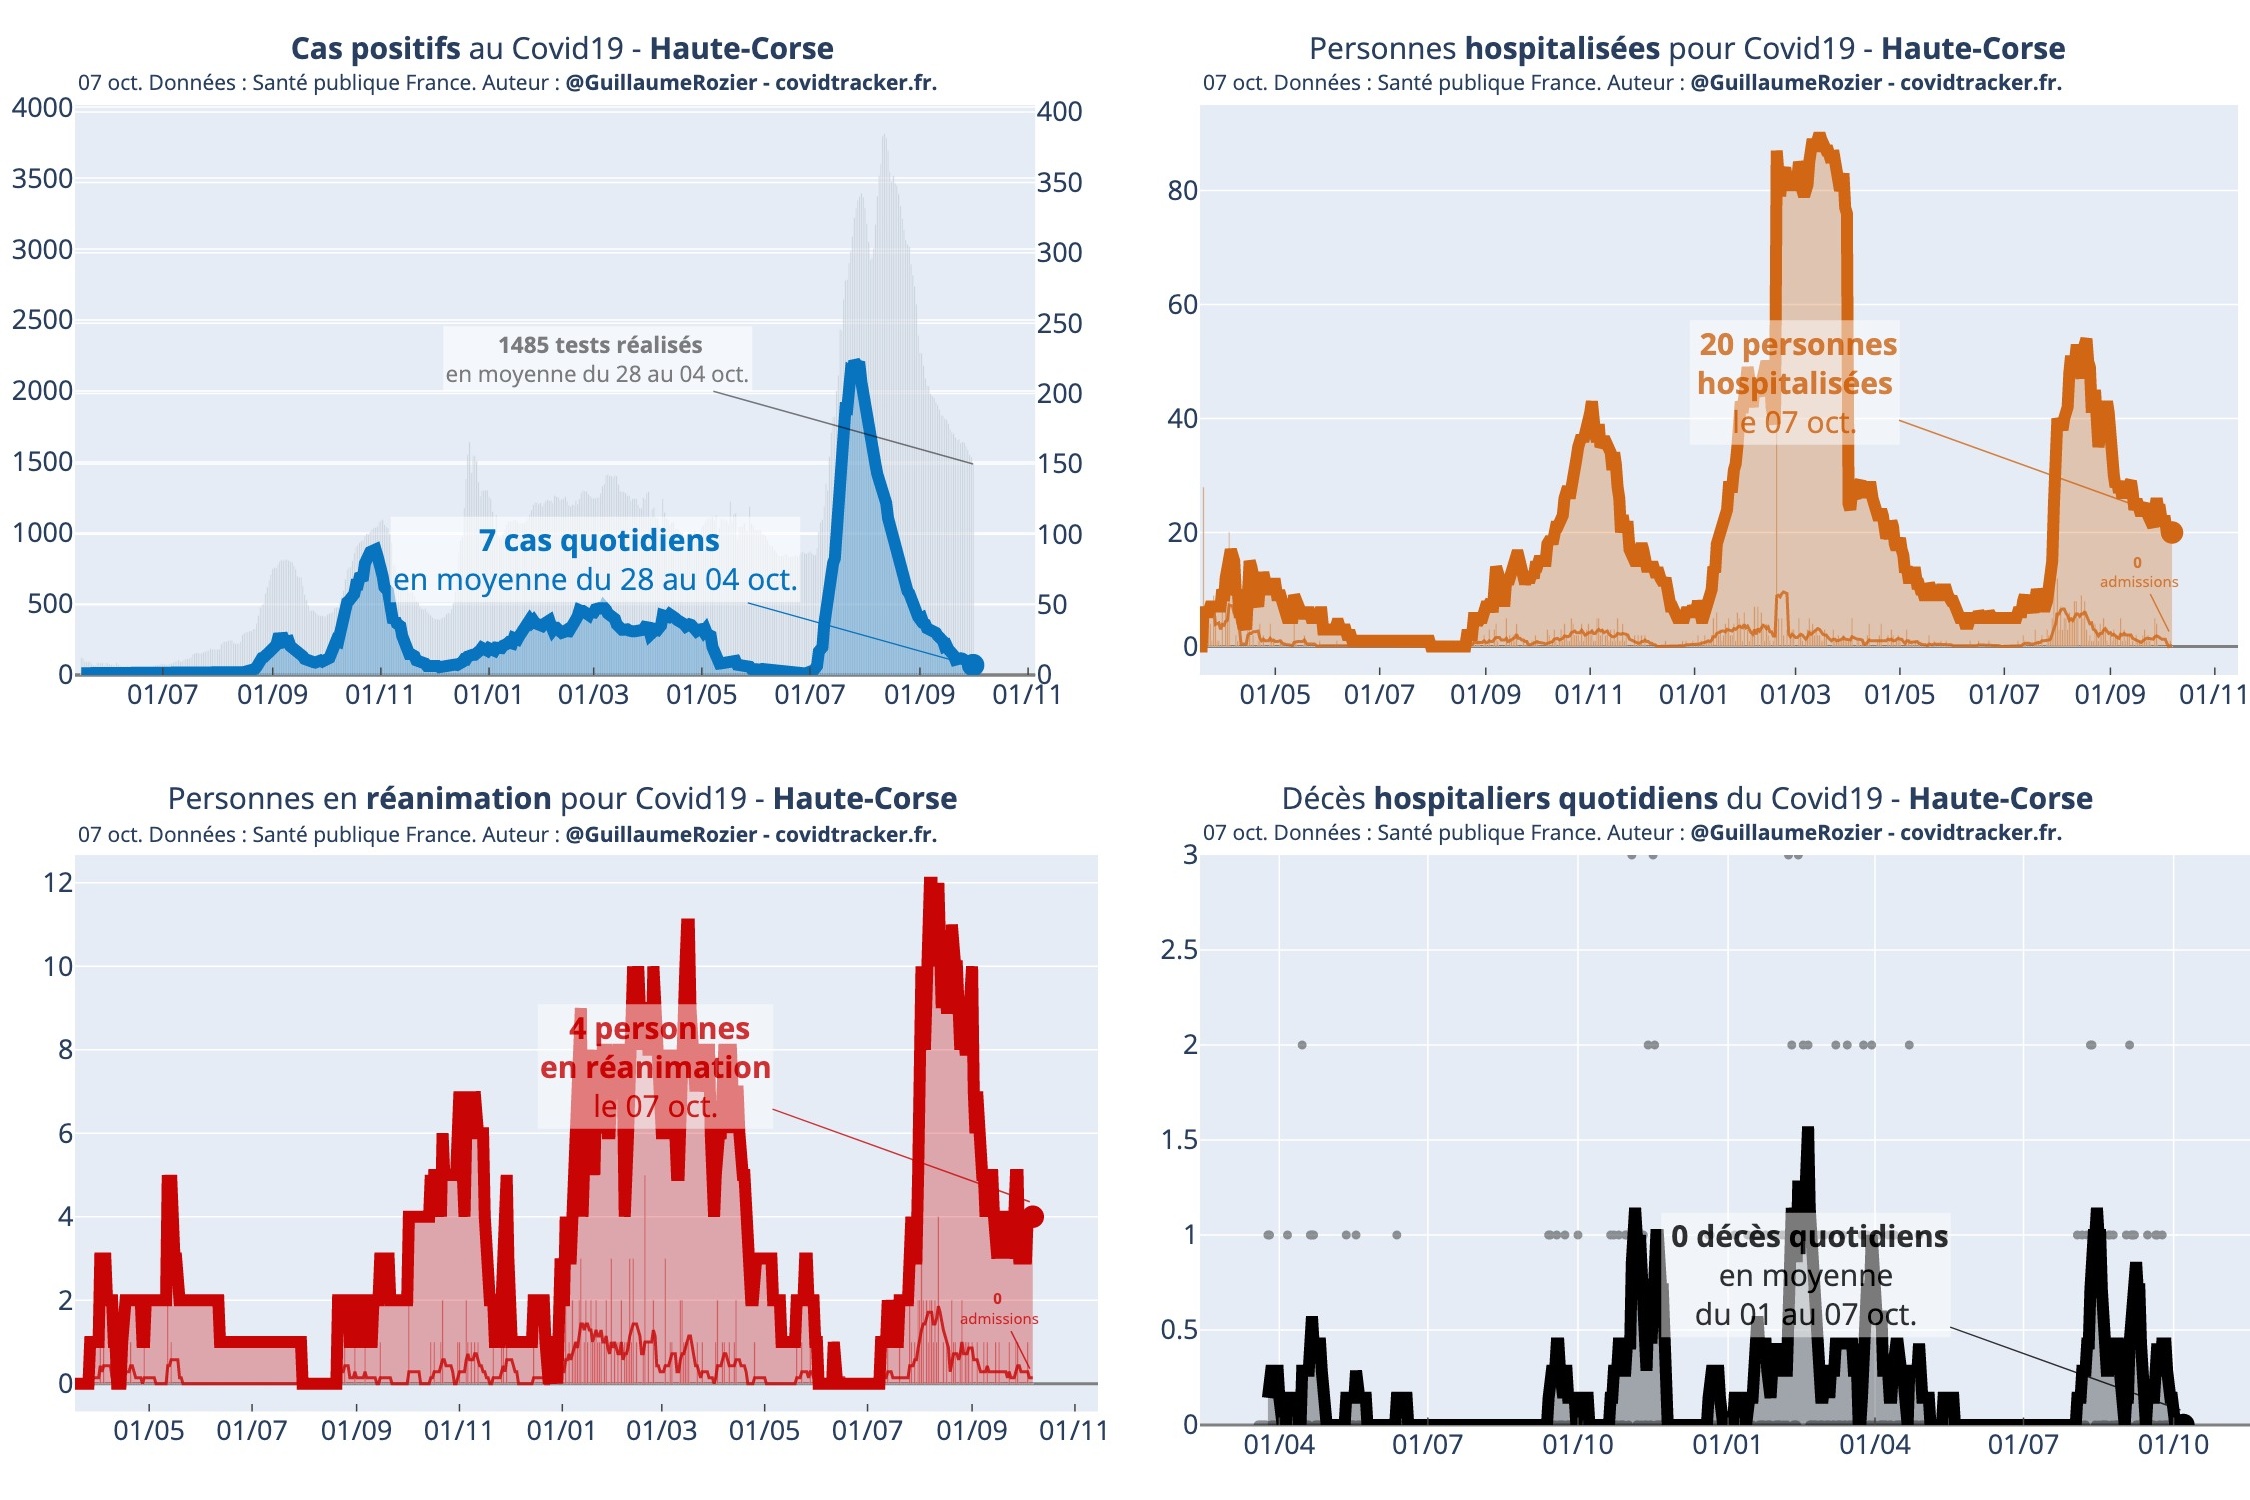 Cas positifs au Covid19 - Haute-Corse
07 oct. Données : Santé publique France. Auteur : @GuillaumeRozier - covidtracker.fr.
4000
3500
3000
2500
2000
1500
1000
500
0
400
350
300
250
200
150
100
50
0
1485 tests réalisés
en moyenne du 28 au 04 oct.
7 cas quotidiens
en moyenne du 28 au 04 oct.
01/07 01/09 01/11 01/01 01/03 01/05 01/07 01/09 01/11
Personnes hospitalisées pour Covid19 - Haute-Corse
07 oct. Données : Santé publique France. Auteur : @GuillaumeRozier - covidtracker.fr.
80
60
40
20
0
20 personnes
hospitalisées
le 07 oct.
0
admissions
01/05 01/07 01/09 01/11 01/01 01/03 01/05 01/07 01/09 01/11
Personnes en réanimation pour Covid19 - Haute-Corse
07 oct. Données : Santé publique France. Auteur : @GuillaumeRozier - covidtracker.fr.
12
10
8
6
4
2
0
4 personnes
en réanimation
le 07 oct.
0
admissions
01/05 01/07 01/09 01/11 01/01 01/03 01/05 01/07 01/09 01/11
Décès hospitaliers quotidiens du Covid19 - Haute-Corse
07 oct. Données : Santé publique France. Auteur : @GuillaumeRozier - covidtracker.fr.
3
2.5
2
1.5
1
0.5
0
0 décès quotidiens
en moyenne
du 01 au 07 oct.
01/04 01/07 01/10 01/01 01/04 01/07 01/10